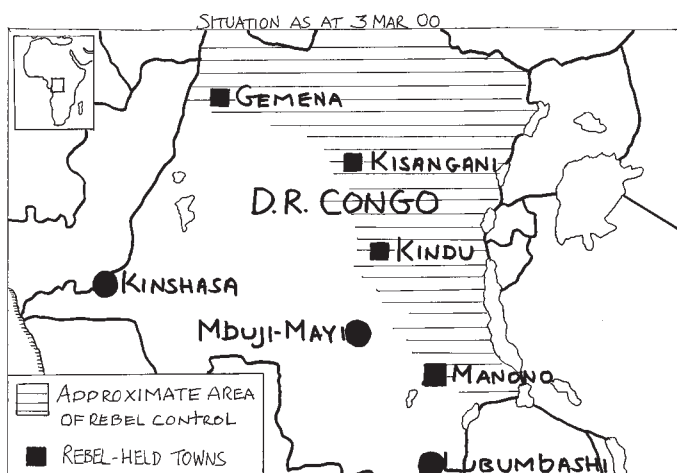 SITUATION AS AT 3 MAR 00
GEMENA
KISANGANI
D.R. CONGO
KINDU
KINSHASA
MBUJI-MAYI
MANONO
APPROXIMATE AREA
OF REBEL CONTROL
REBEL-HELD TOWNS
LUBUMBASHI